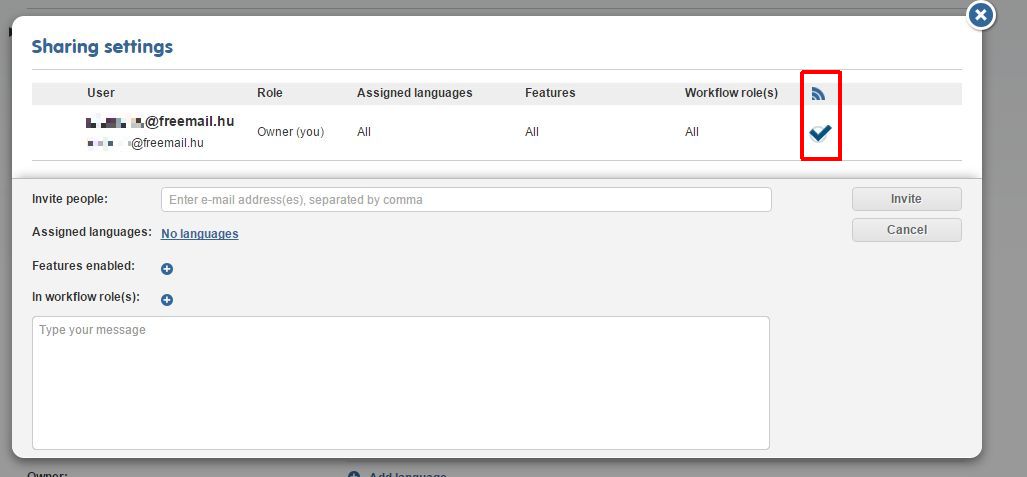 Sharing settings
User Role Assigned languages Features Workflow role(s)
@freemail.hu
@freemail.hu
Owner (you) All All All
Invite people: Enter e-mail address(es), separated by comma Invite
Assigned languages: No languages Cancel
Features enabled:
In workflow role(s):
Type your message
Owner: Add language